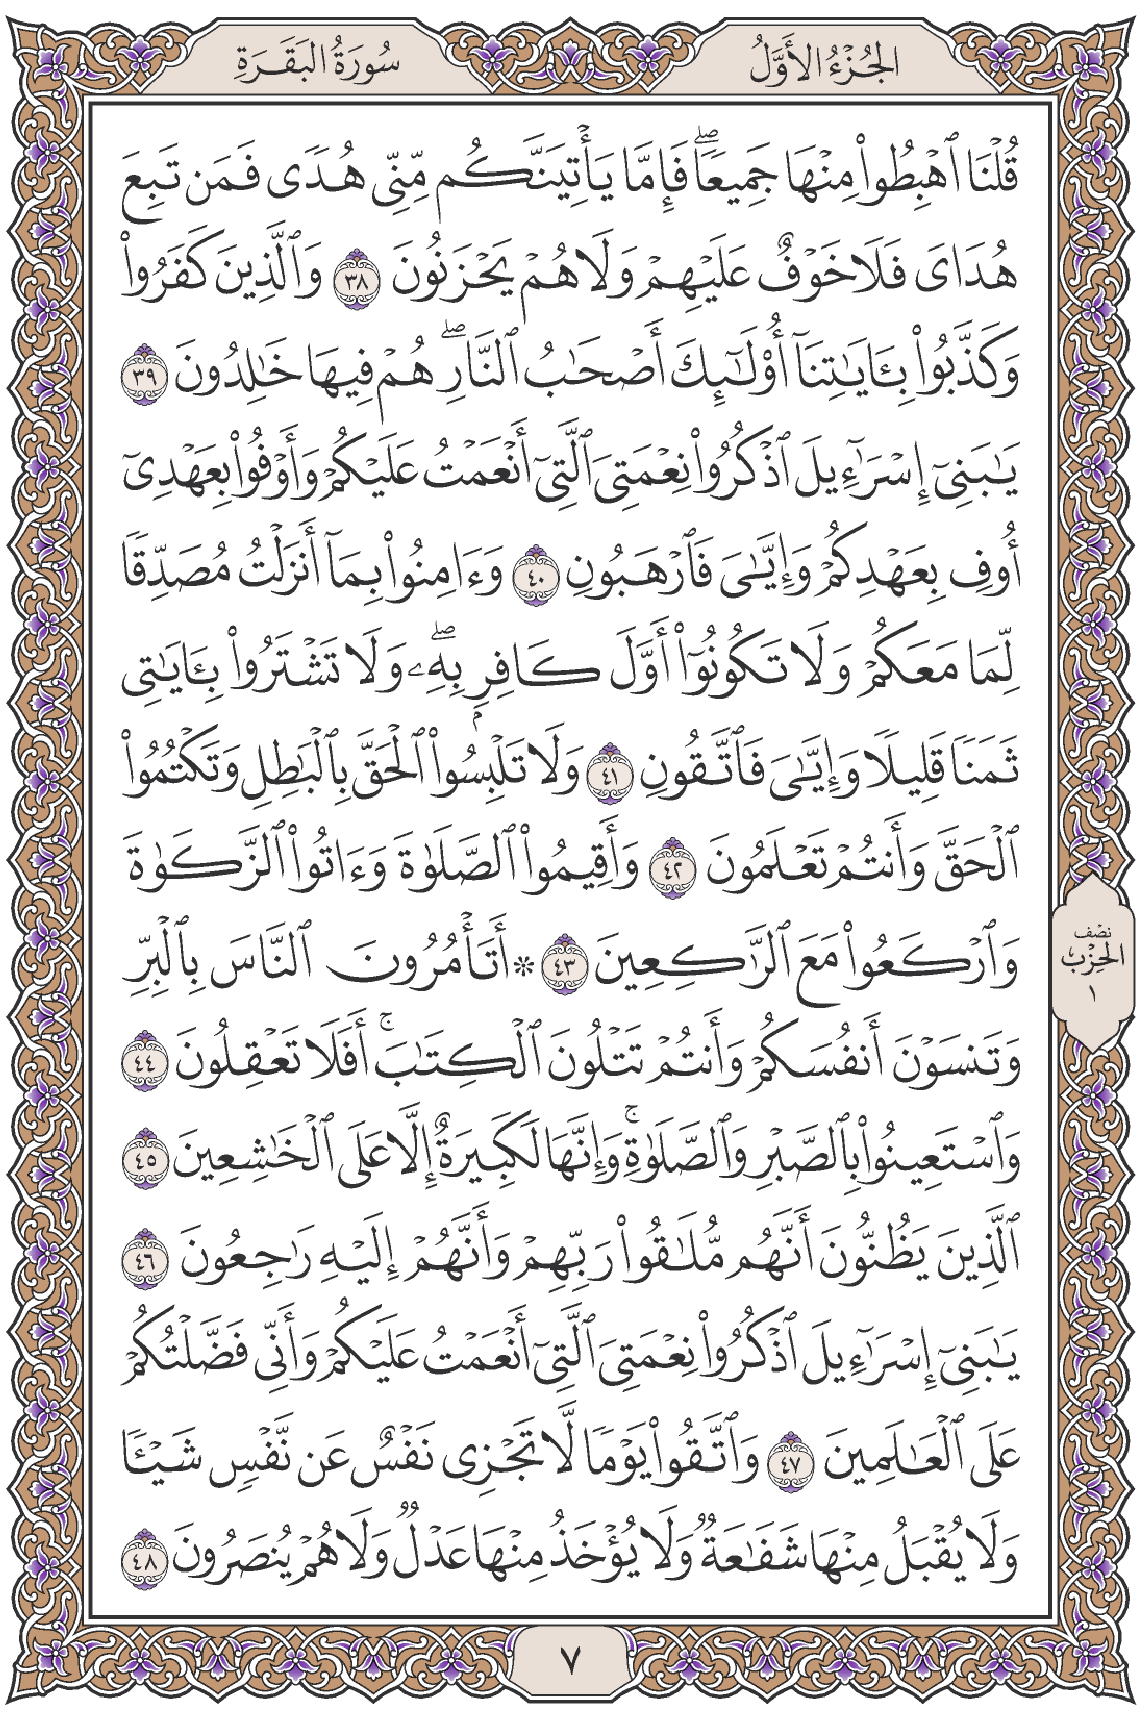 الجُزْءُ الأَوَّلُ
سُورَةُ البَقَرَةِ
قُلْنَا ٱهْبِطُوا۟ مِنْهَا جَمِيعًۭا ۖ فَإِمَّا يَأْتِيَنَّكُم مِّنِّى هُدًۭى فَمَن تَبِعَ
هُدَاىَ فَلَا خَوْفٌ عَلَيْهِمْ وَلَا هُمْ يَحْزَنُونَ ٣٨ وَٱلَّذِينَ كَفَرُوا۟
وَكَذَّبُوا۟ بِـَٔايَـٰتِنَآ أُو۟لَـٰٓئِكَ أَصْحَـٰبُ ٱلنَّارِ ۖ هُمْ فِيهَا خَـٰلِدُونَ ٣٩
يَـٰبَنِىٓ إِسْرَـٰٓءِيلَ ٱذْكُرُوا۟ نِعْمَتِىَ ٱلَّتِىٓ أَنْعَمْتُ عَلَيْكُمْ وَأَوْفُوا۟ بِعَهْدِىٓ
أُوفِ بِعَهْدِكُمْ وَإِيَّـٰىَ فَٱرْهَبُونِ ٤٠ وَءَامِنُوا۟ بِمَآ أَنزَلْتُ مُصَدِّقًۭا
لِّمَا مَعَكُمْ وَلَا تَكُونُوٓا۟ أَوَّلَ كَافِرٍۭ بِهِۦ ۖ وَلَا تَشْتَرُوا۟ بِـَٔايَـٰتِى
ثَمَنًۭا قَلِيلًۭا وَإِيَّـٰىَ فَٱتَّقُونِ ٤١ وَلَا تَلْبِسُوا۟ ٱلْحَقَّ بِٱلْبَـٰطِلِ وَتَكْتُمُوا۟
ٱلْحَقَّ وَأَنتُمْ تَعْلَمُونَ ٤٢ وَأَقِيمُوا۟ ٱلصَّلَوٰةَ وَءَاتُوا۟ ٱلزَّكَوٰةَ
وَٱرْكَعُوا۟ مَعَ ٱلرَّٰكِعِينَ ٤٣ * أَتَأْمُرُونَ ٱلنَّاسَ بِٱلْبِرِّ
نصف
الحِزْب
١
وَتَنسَوْنَ أَنفُسَكُمْ وَأَنتُمْ تَتْلُونَ ٱلْكِتَـٰبَ ۚ أَفَلَا تَعْقِلُونَ ٤٤
وَٱسْتَعِينُوا۟ بِٱلصَّبْرِ وَٱلصَّلَوٰةِ ۚ وَإِنَّهَا لَكَبِيرَةٌ إِلَّا عَلَى ٱلْخَـٰشِعِينَ ٤٥
ٱلَّذِينَ يَظُنُّونَ أَنَّهُم مُّلَـٰقُوا۟ رَبِّهِمْ وَأَنَّهُمْ إِلَيْهِ رَٰجِعُونَ ٤٦
يَـٰبَنِىٓ إِسْرَـٰٓءِيلَ ٱذْكُرُوا۟ نِعْمَتِىَ ٱلَّتِىٓ أَنْعَمْتُ عَلَيْكُمْ وَأَنِّى فَضَّلْتُكُمْ
عَلَى ٱلْعَـٰلَمِينَ ٤٧ وَٱتَّقُوا۟ يَوْمًۭا لَّا تَجْزِى نَفْسٌ عَن نَّفْسٍۢ شَيْـًۭٔا
وَلَا يُقْبَلُ مِنْهَا شَفَـٰعَةٌۭ وَلَا يُؤْخَذُ مِنْهَا عَدْلٌۭ وَلَا هُمْ يُنصَرُونَ ٤٨
٧